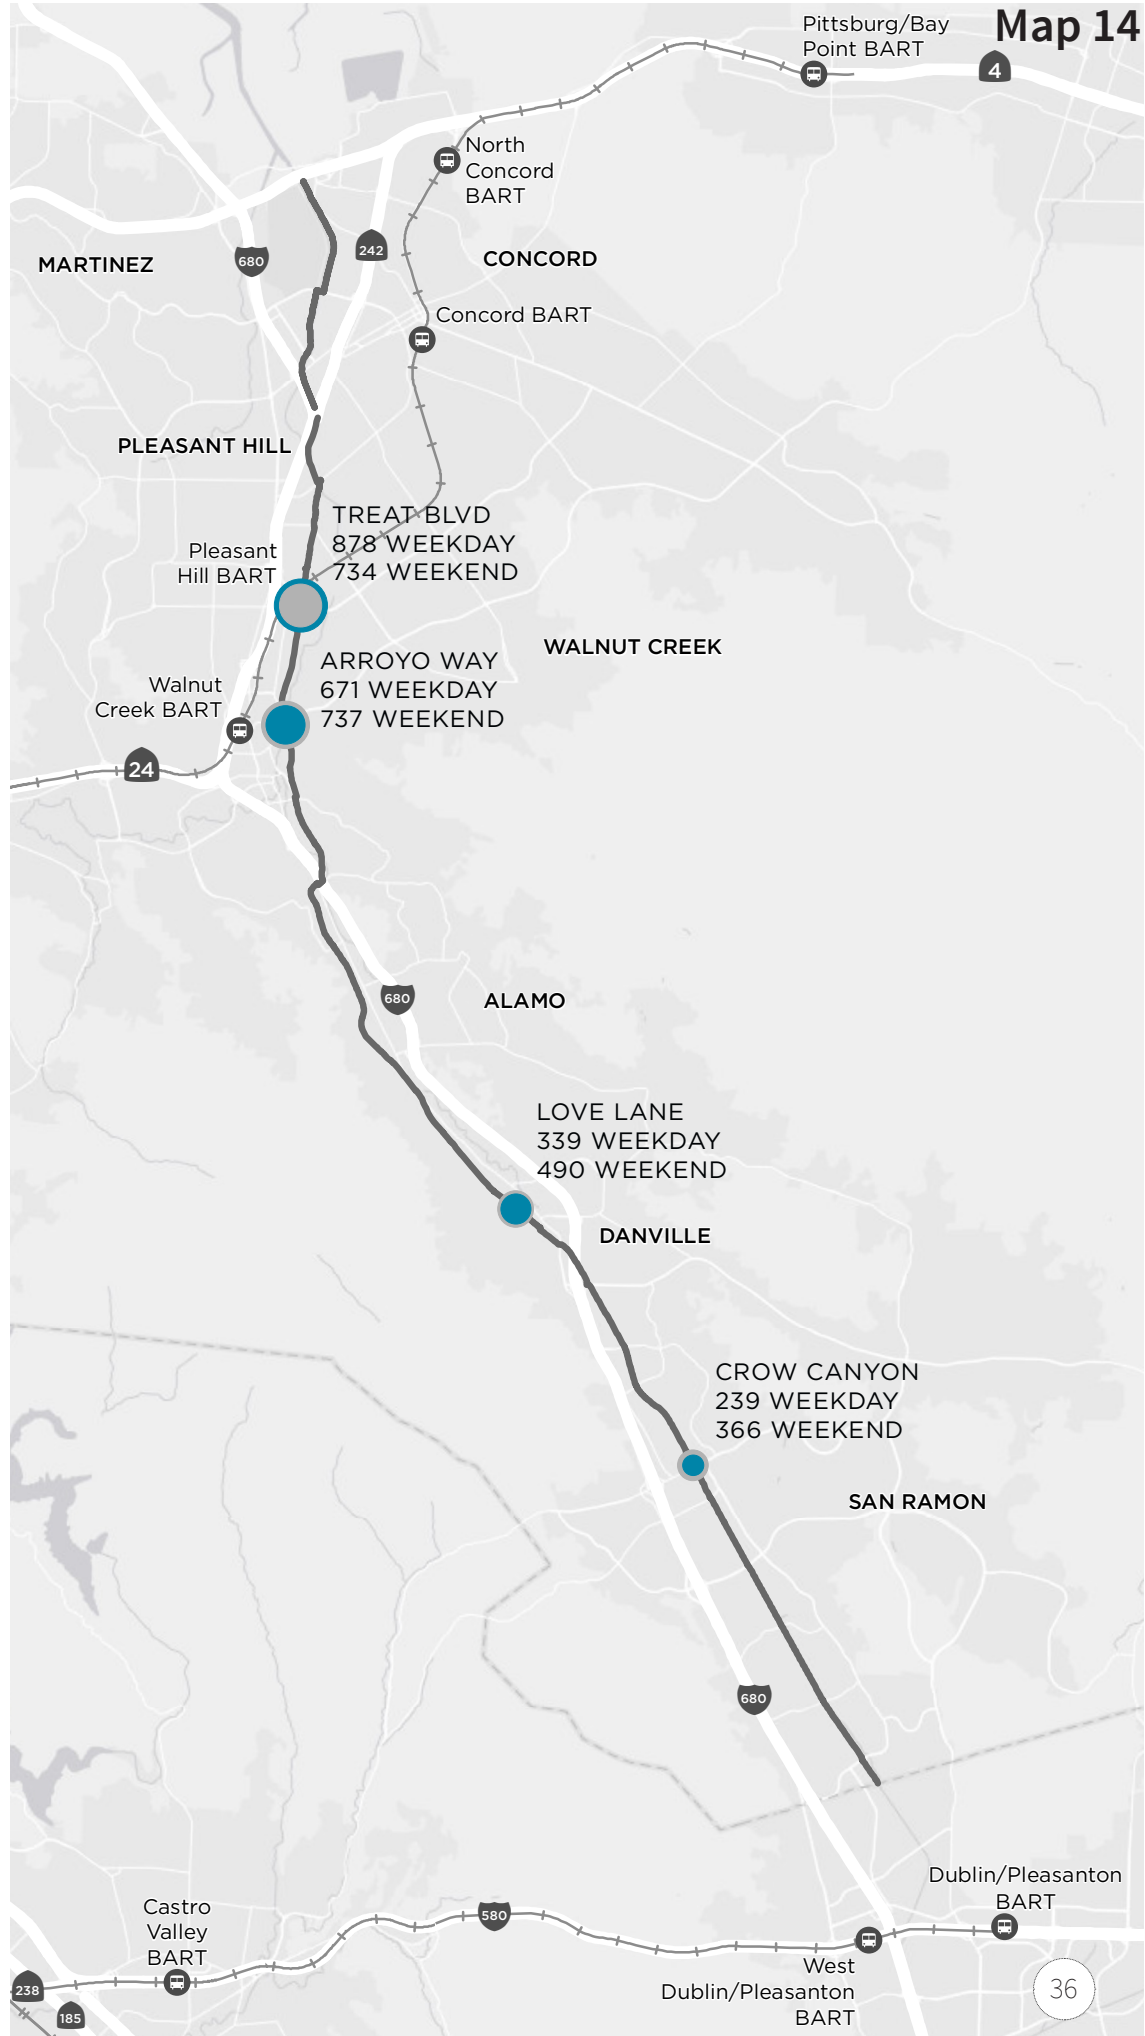 Map 14
Pittsburg/Bay
Point BART
4
North
Concord
BART
242
680
MARTINEZ
CONCORD
Concord BART
PLEASANT HILL
TREAT BLVD
878 WEEKDAY
734 WEEKEND
Pleasant
Hill BART
WALNUT CREEK
ARROYO WAY
671 WEEKDAY
737 WEEKEND
Walnut
Creek BART
24
680
ALAMO
LOVE LANE
339 WEEKDAY
490 WEEKEND
DANVILLE
CROW CANYON
239 WEEKDAY
366 WEEKEND
SAN RAMON
680
Dublin/Pleasanton
BART
Castro
Valley
BART
580
West
Dublin/Pleasanton
BART
238
185
36